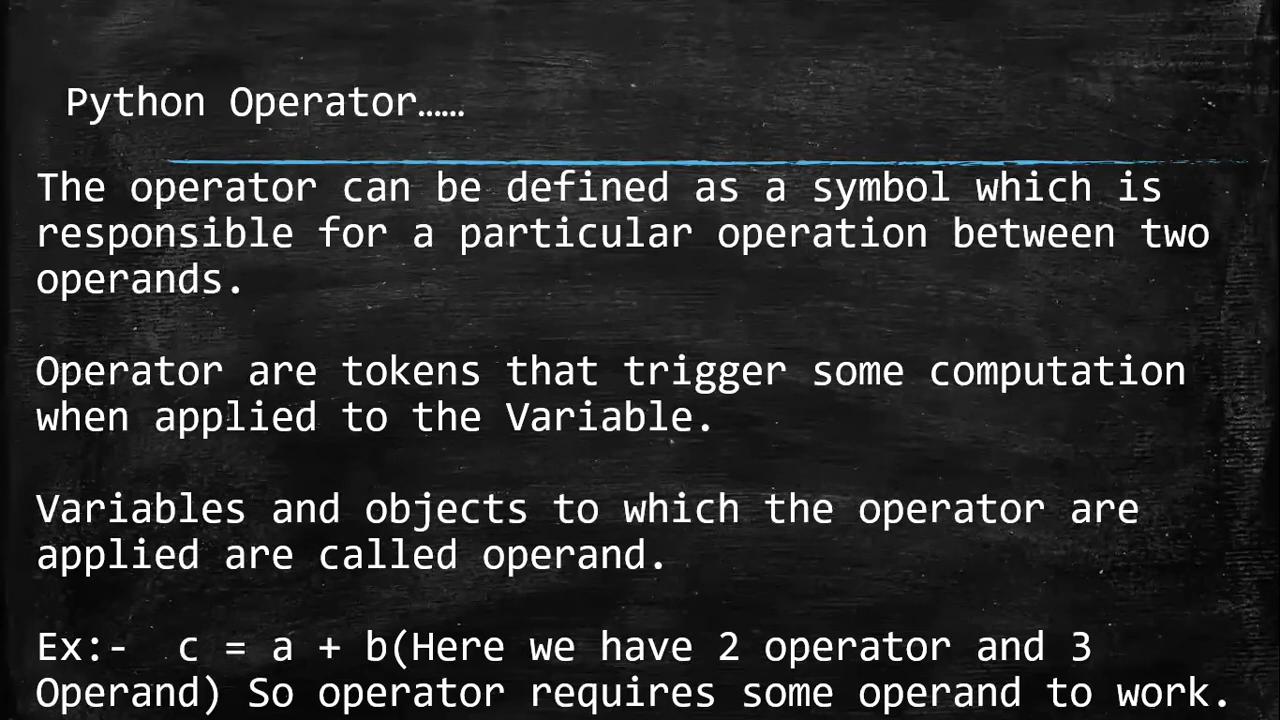 Python Operator……
The operator can be defined as a symbol which is
responsible for a particular operation between two
operands.
Operator are tokens that trigger some computation
when applied to the Variable.
Variables and objects to which the operator are
applied are called operand.
Ex:-  c = a + b(Here we have 2 operator and 3
Operand) So operator requires some operand to work.